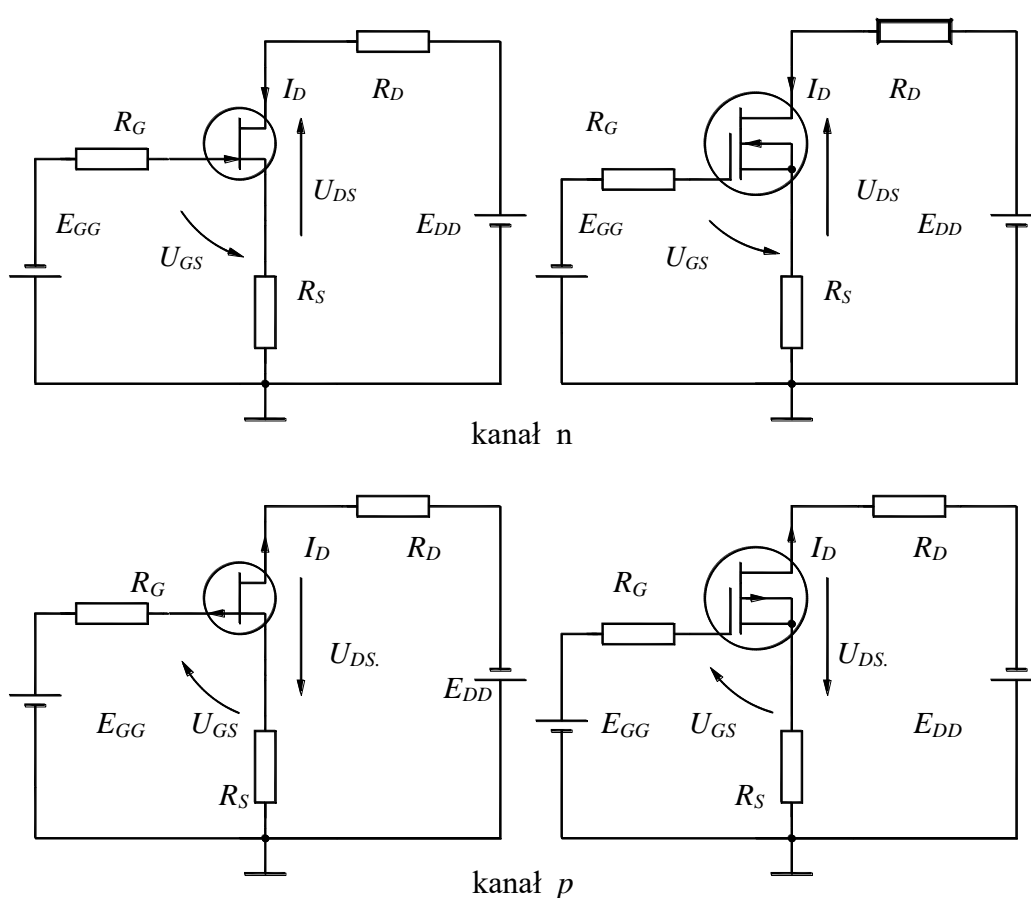 I_D
R_D
I_D
R_D
R_G
R_G
U_DS
U_DS
E_GG
E_DD
E_GG
E_DD
U_GS
U_GS
R_S
R_S
kanał n
I_D
R_D
I_D
R_D
R_G
R_G
U_DS.
U_DS.
E_DD
E_GG
U_GS
E_GG
U_GS
E_DD
R_S
R_S
kanał p